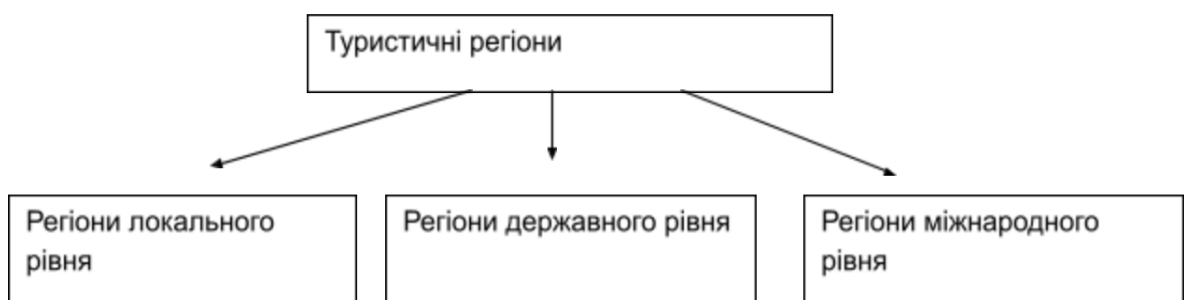 Туристичні регіони
Регіони локального
рівня
Регіони державного рівня
Регіони міжнародного
рівня